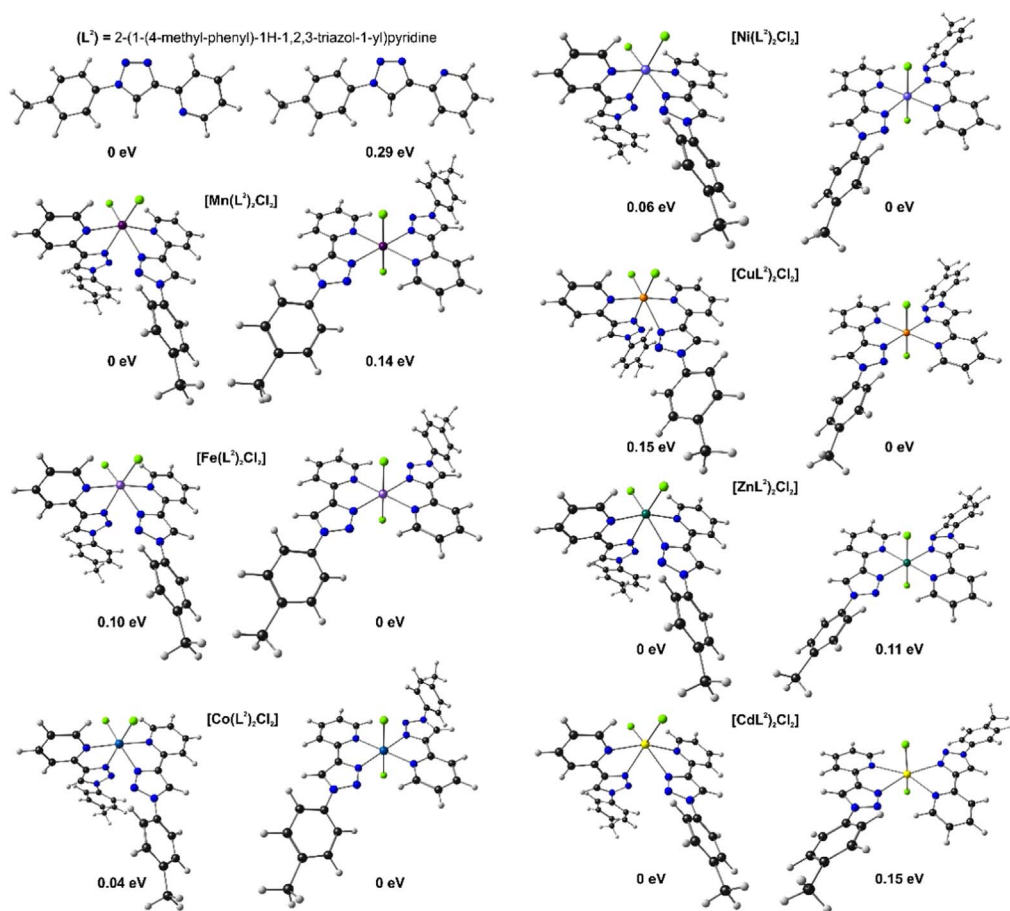 (L²) = 2-(1-(4-methyl-phenyl)-1H-1,2,3-triazol-1-yl)pyridine
0 eV
0.29 eV
[Mn(L²)₂Cl₂]
0 eV
0.14 eV
[Fe(L²)₂Cl₂]
0.10 eV
0 eV
[Co(L²)₂Cl₂]
0.04 eV
0 eV
[Ni(L²)₂Cl₂]
0.06 eV
0 eV
[CuL²)₂Cl₂]
0.15 eV
0 eV
[ZnL²)₂Cl₂]
0 eV
0.11 eV
[CdL²)₂Cl₂]
0 eV
0.15 eV